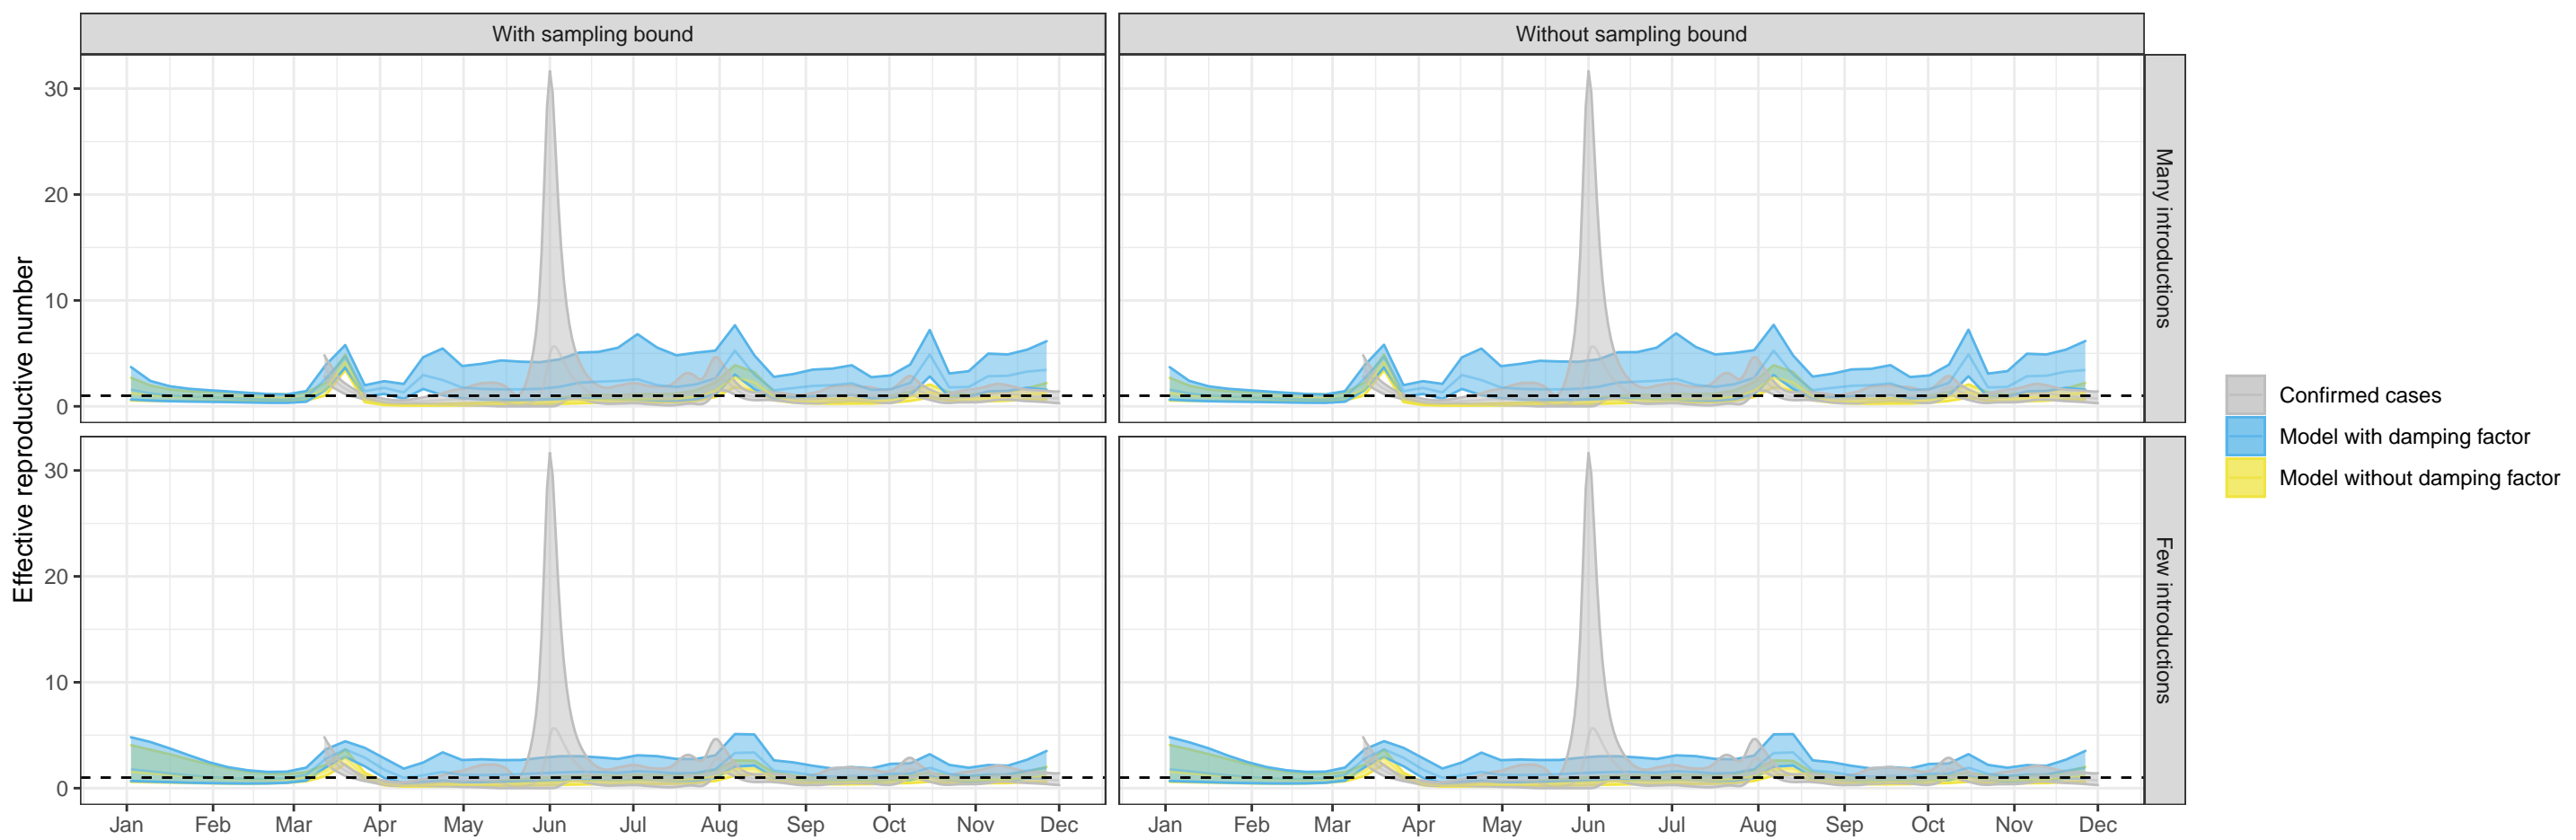 With sampling bound
Without sampling bound
Effective reproductive number
30
20
10
0
Many introductions
30
20
10
0
Few introductions
Jan Feb Mar Apr May Jun Jul Aug Sep Oct Nov Dec
Jan Feb Mar Apr May Jun Jul Aug Sep Oct Nov Dec
Confirmed cases
Model with damping factor
Model without damping factor